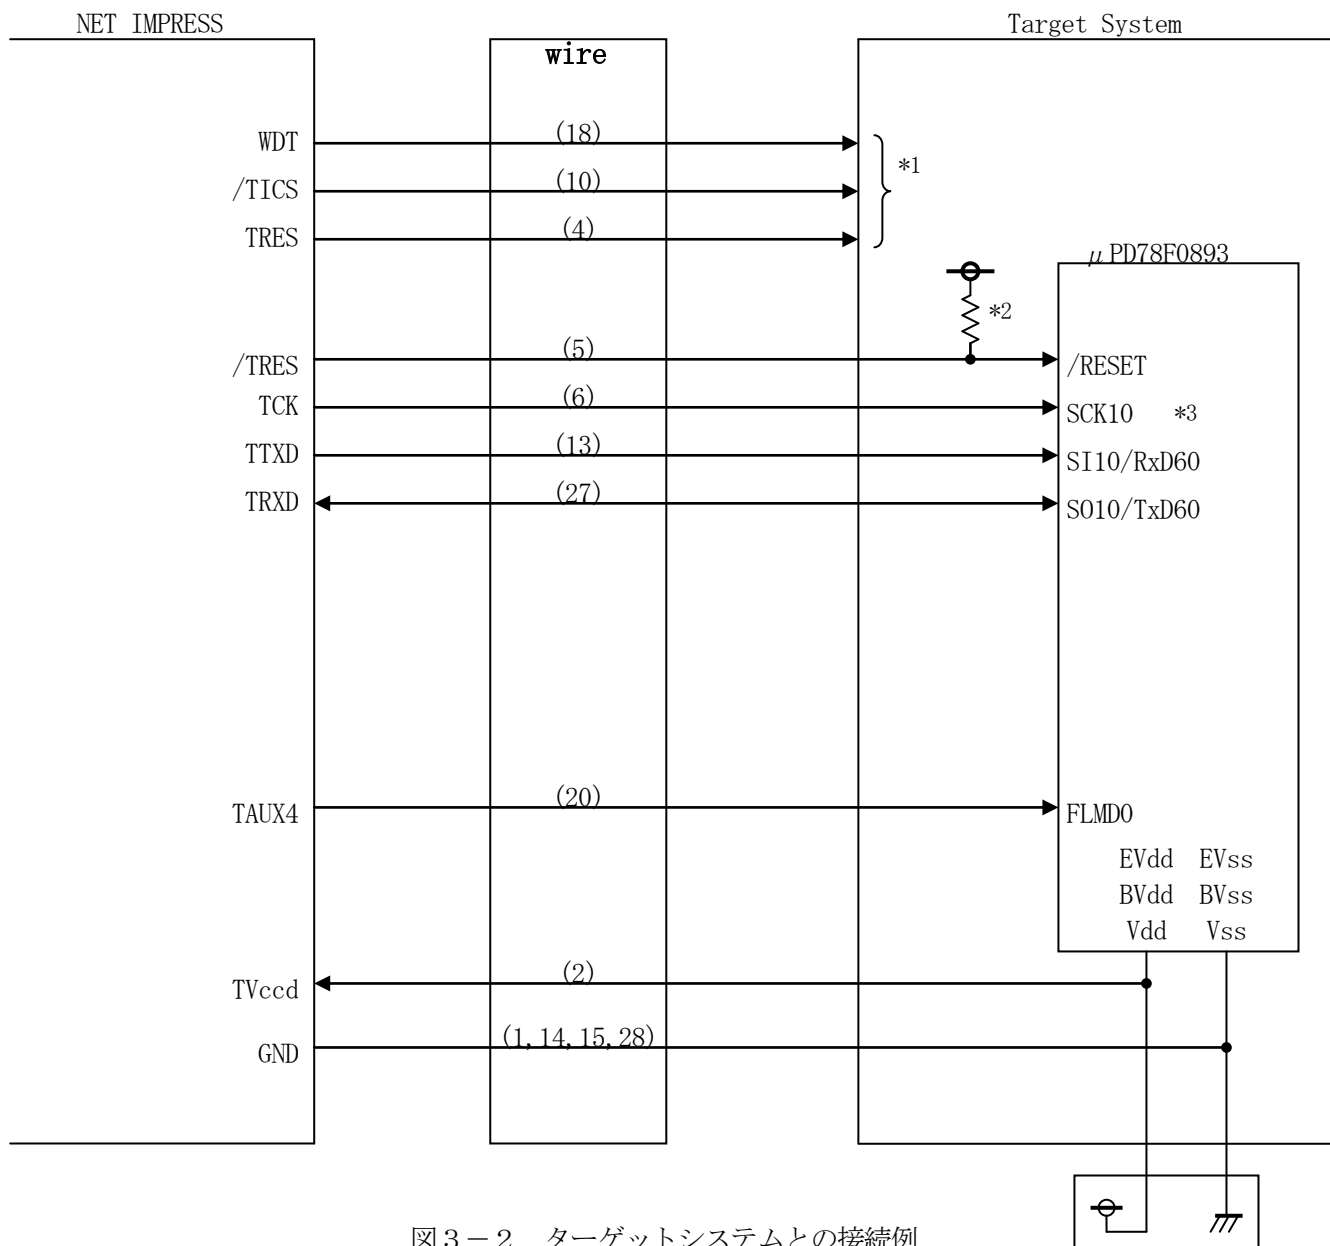 NET IMPRESS
Target System
wire
WDT (18)
*1
/TICS (10)
TRES (4)
μPD78F0893
*2
/TRES (5) /RESET
TCK (6) SCK10 *3
TTXD (13) SI10/RxD60
TRXD (27) SO10/TxD60
TAUX4 (20) FLMD0
EVdd EVss
BVdd BVss
Vdd Vss
TVccd (2)
GND (1,14,15,28)
図3-2 ターゲットシステムとの接続例